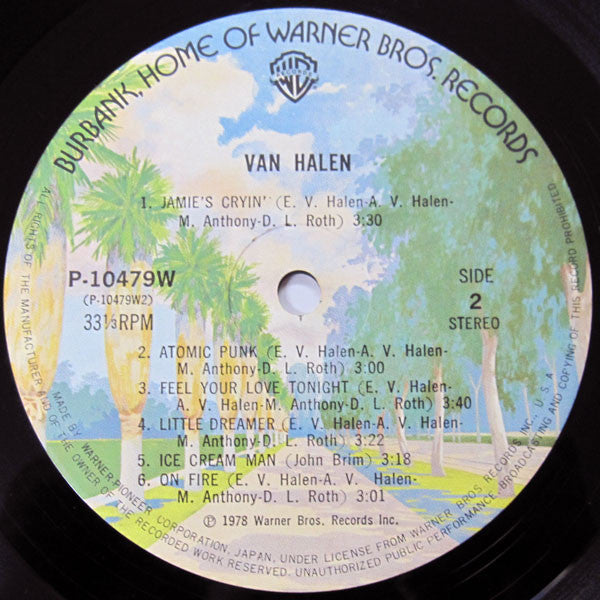 BURBANK, HOME OF WARNER BROS. RECORDS
VAN HALEN
1. JAMIE'S CRYIN' (E. V. Halen-A. V. Halen-
M. Anthony-D. L. Roth) 3:30
P-10479W
(P-10479W2)
33⅓RPM
SIDE
2
STEREO
2. ATOMIC PUNK (E. V. Halen-A. V. Halen-
M. Anthony-D. L. Roth) 3:00
3. FEEL YOUR LOVE TONIGHT (E. V. Halen-
A. V. Halen-M. Anthony-D. L. Roth) 3:40
4. LITTLE DREAMER (E. V. Halen-A. V. Halen-
M. Anthony-D. L. Roth) 3:22
5. ICE CREAM MAN (John Brim) 3:18
6. ON FIRE (E. V. Halen-A. V. Halen-
M. Anthony-D. L. Roth) 3:01
℗ 1978 Warner Bros. Records Inc.
MADE BY WARNER-PIONEER CORPORATION, JAPAN, UNDER LICENSE FROM WARNER BROS. RECORDS INC., U.S.A.
ALL RIGHTS OF THE MANUFACTURER AND OF THE OWNER OF THE RECORDED WORK RESERVED. UNAUTHORIZED PUBLIC PERFORMANCE, BROADCASTING AND COPYING OF THIS RECORD PROHIBITED